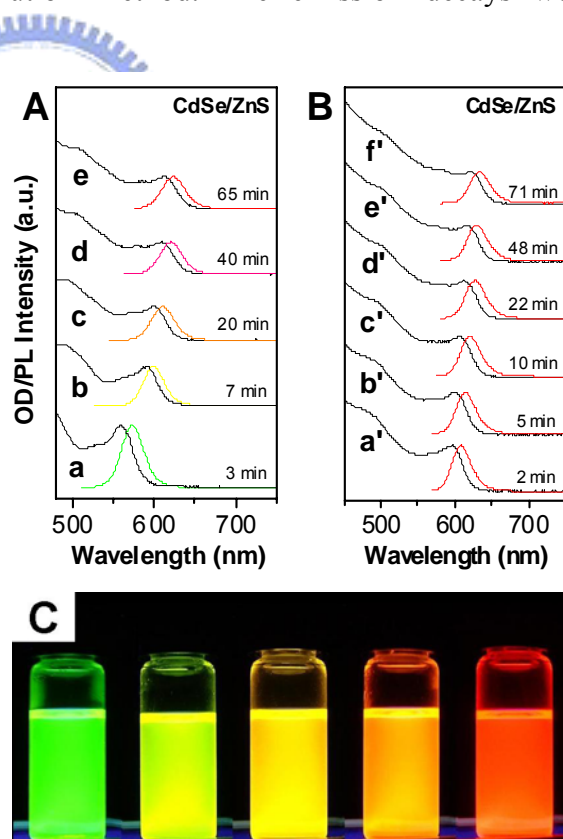 A
CdSe/ZnS
e
65 min
d
40 min
c
20 min
b
7 min
a
3 min
OD/PL Intensity (a.u.)
500 600 700
Wavelength (nm)
B
CdSe/ZnS
f'
71 min
e'
48 min
d'
22 min
c'
10 min
b'
5 min
a'
2 min
500 600 700
Wavelength (nm)
C